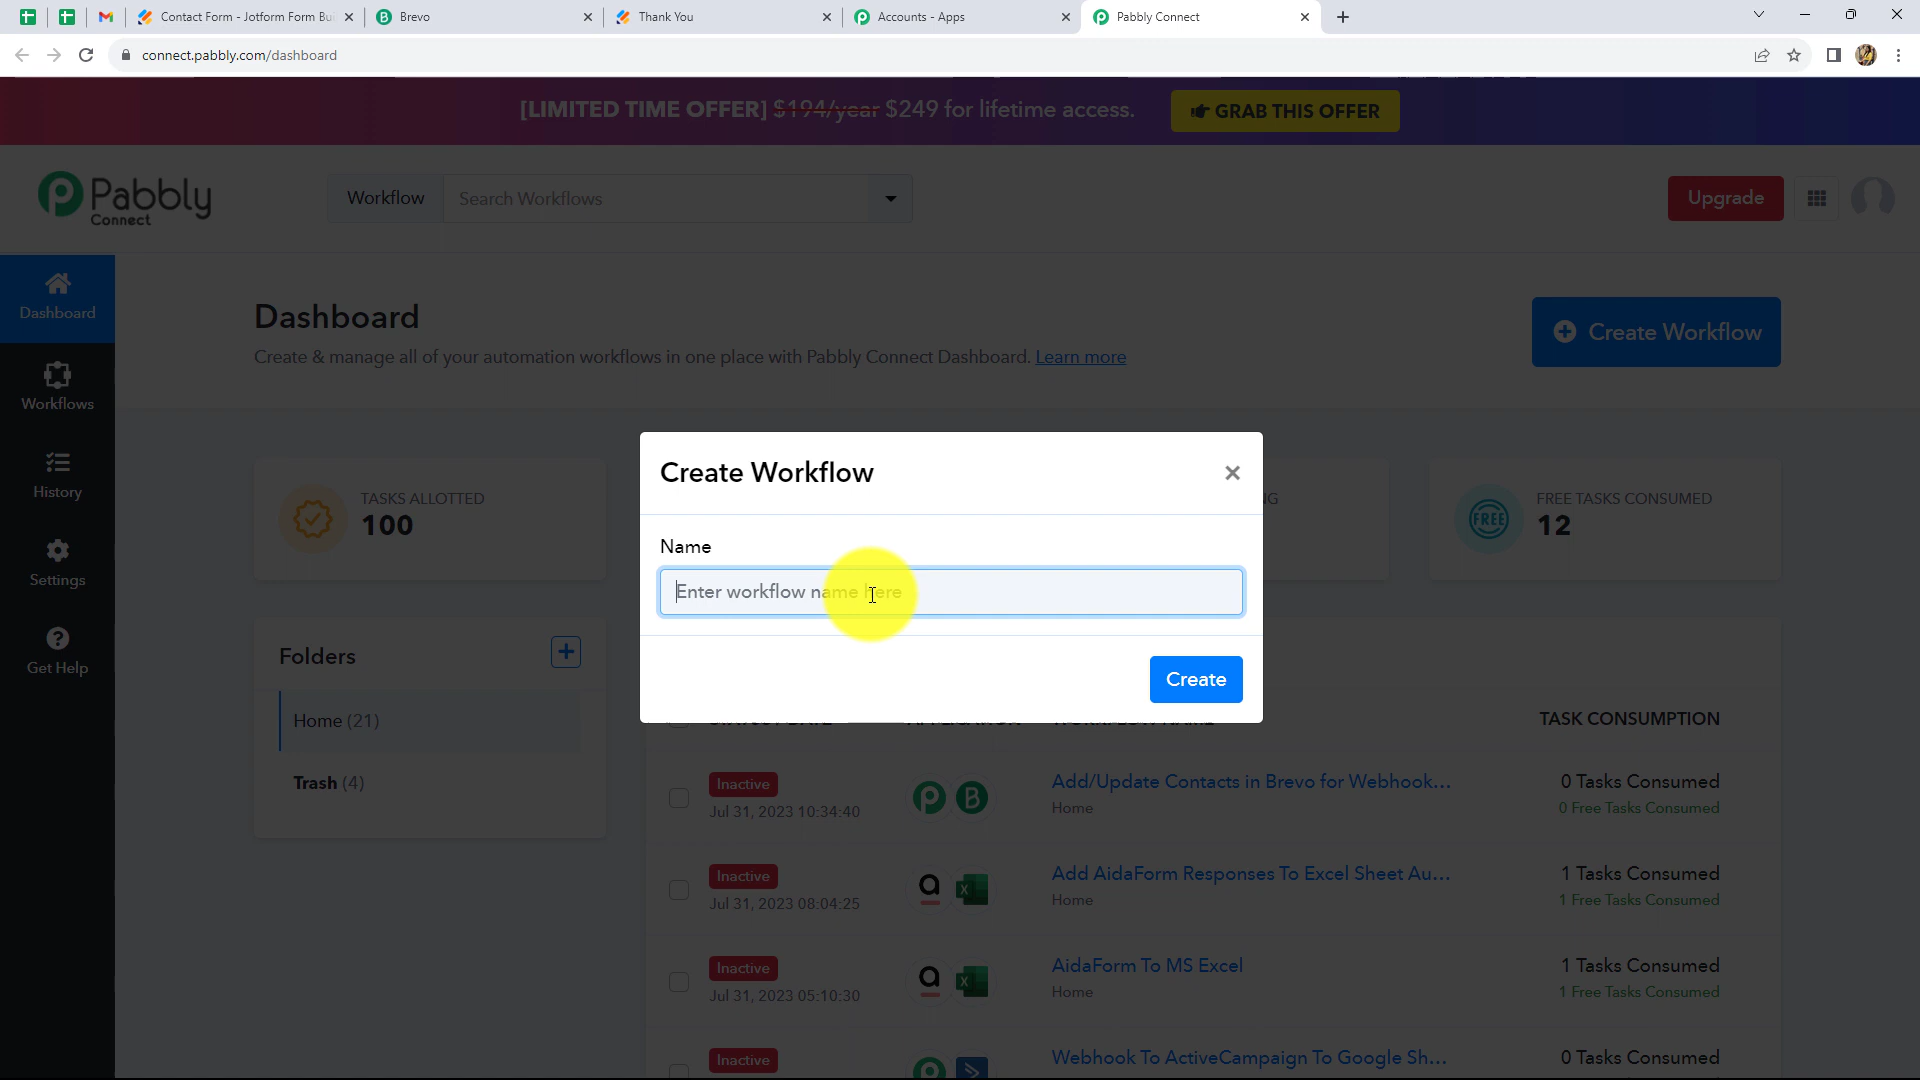 Contact Form - Jotform Form Bui
Brevo
Thank You
Accounts - Apps
Pabbly Connect
connect.pabbly.com/dashboard
[LIMITED TIME OFFER] $194/year $249 for lifetime access.
GRAB THIS OFFER
Pabbly
Connect
Workflow
Search Workflows
Upgrade
Dashboard
Workflows
History
Settings
Get Help
Dashboard
Create & manage all of your automation workflows in one place with Pabbly Connect Dashboard. Learn more
Create Workflow
TASKS ALLOTTED
100
NG
FREE
FREE TASKS CONSUMED
12
Create Workflow
Name
Enter workflow name here
Create
Folders
Home (21)
Trash (4)
TASK CONSUMPTION
Inactive
Jul 31, 2023 10:34:40
Add/Update Contacts in Brevo for Webhook...
Home
0 Tasks Consumed
0 Free Tasks Consumed
Inactive
Jul 31, 2023 08:04:25
Add AidaForm Responses To Excel Sheet Au...
Home
1 Tasks Consumed
1 Free Tasks Consumed
Inactive
Jul 31, 2023 05:10:30
AidaForm To MS Excel
Home
1 Tasks Consumed
1 Free Tasks Consumed
Inactive
Webhook To ActiveCampaign To Google Sh...
0 Tasks Consumed